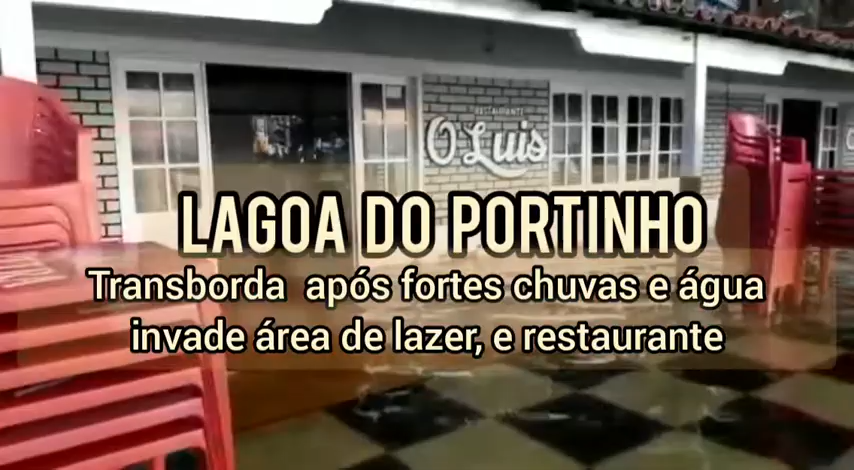 RESTAURANTE
O Luis
LAGOA DO PORTINHO
Transborda após fortes chuvas e água
invade área de lazer, e restaurante